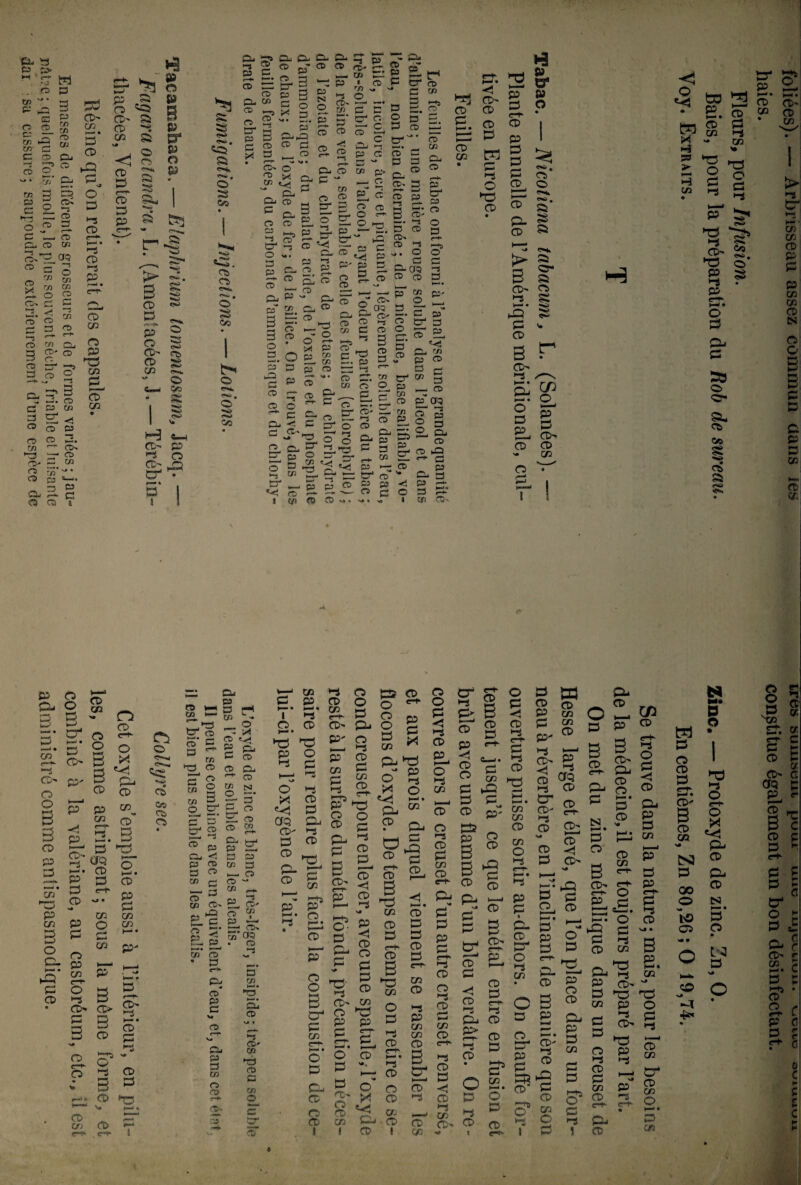 foliées). — Arbrisseau assez commun dans les
haies.
Fleurs, pour Infusion.
Baies, pour la préparation du Rob de sureau.
Voy. Extraits.
T
Tabac. — Nicotiana tabacum, L. (Solanées). —
Plante annuelle de l'Amérique méridionale, cul-
tivée en Europe.
Feuilles.
Les feuilles de tabac ont fourni à l'analyse une grande quantité
d'albumine; une matière rouge soluble dans l'alcool et dans
l'eau, non bien déterminée; de la nicotine, base salifiable, vo-
latile, incolore, âcre et piquante, légèrement soluble dans l'eau,
très-soluble dans l'alcool, ayant l'odeur particulière du tabac;
de la résine verte, semblable à celle des feuilles (chlorophylle),
de l'azotate et du chlorhydrate de potasse; du chlorhydrate
d'ammoniaque; du malate acide, de l'oxalate et du phosphate
de chaux; de l'oxyde de fer; de la silice. On a trouvé, dans les
feuilles fermentées, du carbonate d'ammoniaque et du chlorhy-
drate de chaux.
Fumigations. — Injections. — Lotions.
Tacamahaca. — Elaphrium tomentosum, Jacq. —
Fagara octandra, L. (Amentacées, J. — Térébin-
thacées, Ventenat).
Résine qu'on retirerait des capsules.
En masses de différentes grosseurs et de formes variées; jau-
nâtre; quelquefois molle, le plus souvent sèche, friable et luisante
dans sa cassure; saupoudrée extérieurement d'une espèce de
ures suffisent pour une injection. Cette solution
constitue également un bon désinfectant.
Zinc. — Protoxyde de zinc. Zn, O.
En centièmes, Zn 80,26 ; O 19,74.
Se trouve dans la nature; mais, pour les besoins
de la médecine, il est toujours préparé par l'art.
On met du zinc métallique dans un creuset de
Hesse large et élevé, que l'on place dans un four-
neau à réverbère, en l'inclinant de manière que son
ouverture puisse sortir au-dehors. On chauffe for-
tement jusqu'à ce que le métal entre en fusion et
brûle avec une flamme d'un bleu verdâtre. On re-
couvre alors le creuset d'un autre creuset renversé,
et aux parois duquel viennent se rassembler les
flocons d'oxyde. De temps en temps on retire ce se-
cond creuset pour enlever, avec une spatule, l'oxyde
resté à la surface du métal fondu, précaution néces-
saire pour rendre plus facile la combustion de ce-
lui-ci par l'oxygène de l'air.
L'oxyde de zinc est blanc, très-léger, insipide, très-peu soluble
dans l'eau et soluble dans les alcalis.
Il peut se combiner avec un équivalent d'eau, et, dans cet état,
il est bien plus soluble dans les alcalis.
Collyre sec.
Cet oxyde s'emploie aussi à l'intérieur, en pilu-
les, comme astringent; sous la même forme, et
combiné à la valériane, au castoréum, etc., il est
administré comme antispasmodique.